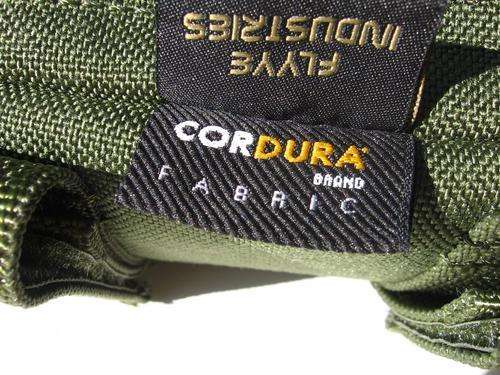 FLYYE
INDUSTRIES
CORDURA
BRAND
FABRIC